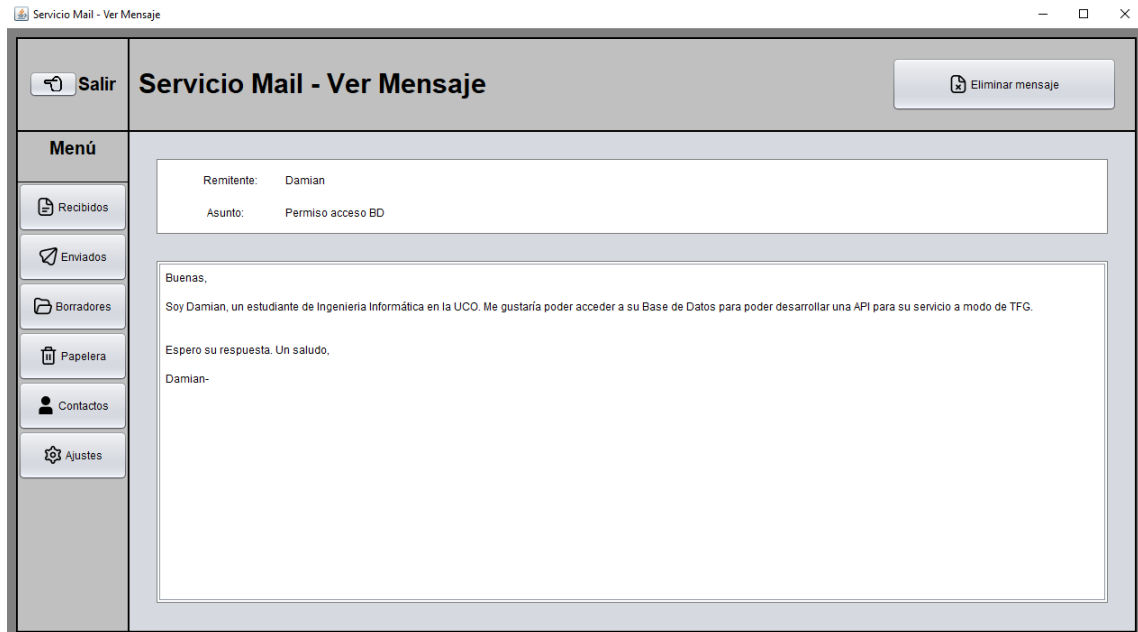 Servicio Mail - Ver Mensaje
Salir
Servicio Mail - Ver Mensaje
Eliminar mensaje
Menú
Recibidos
Enviados
Borradores
Papelera
Contactos
Ajustes
Remitente: Damian
Asunto: Permiso acceso BD
Buenas,
Soy Damian, un estudiante de Ingenieria Informática en la UCO. Me gustaría poder acceder a su Base de Datos para poder desarrollar una API para su servicio a modo de TFG.
Espero su respuesta. Un saludo,
Damian-